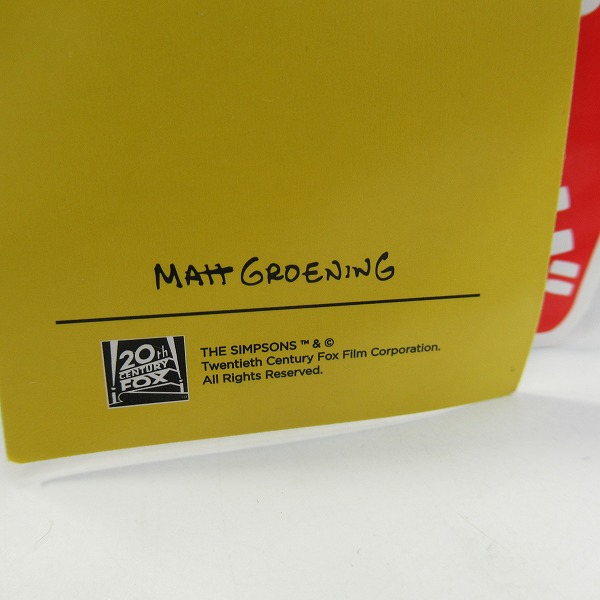 MATT GROENING
20th
CENTURY
FOX
THE SIMPSONS ™ & ©
Twentieth Century Fox Film Corporation.
All Rights Reserved.